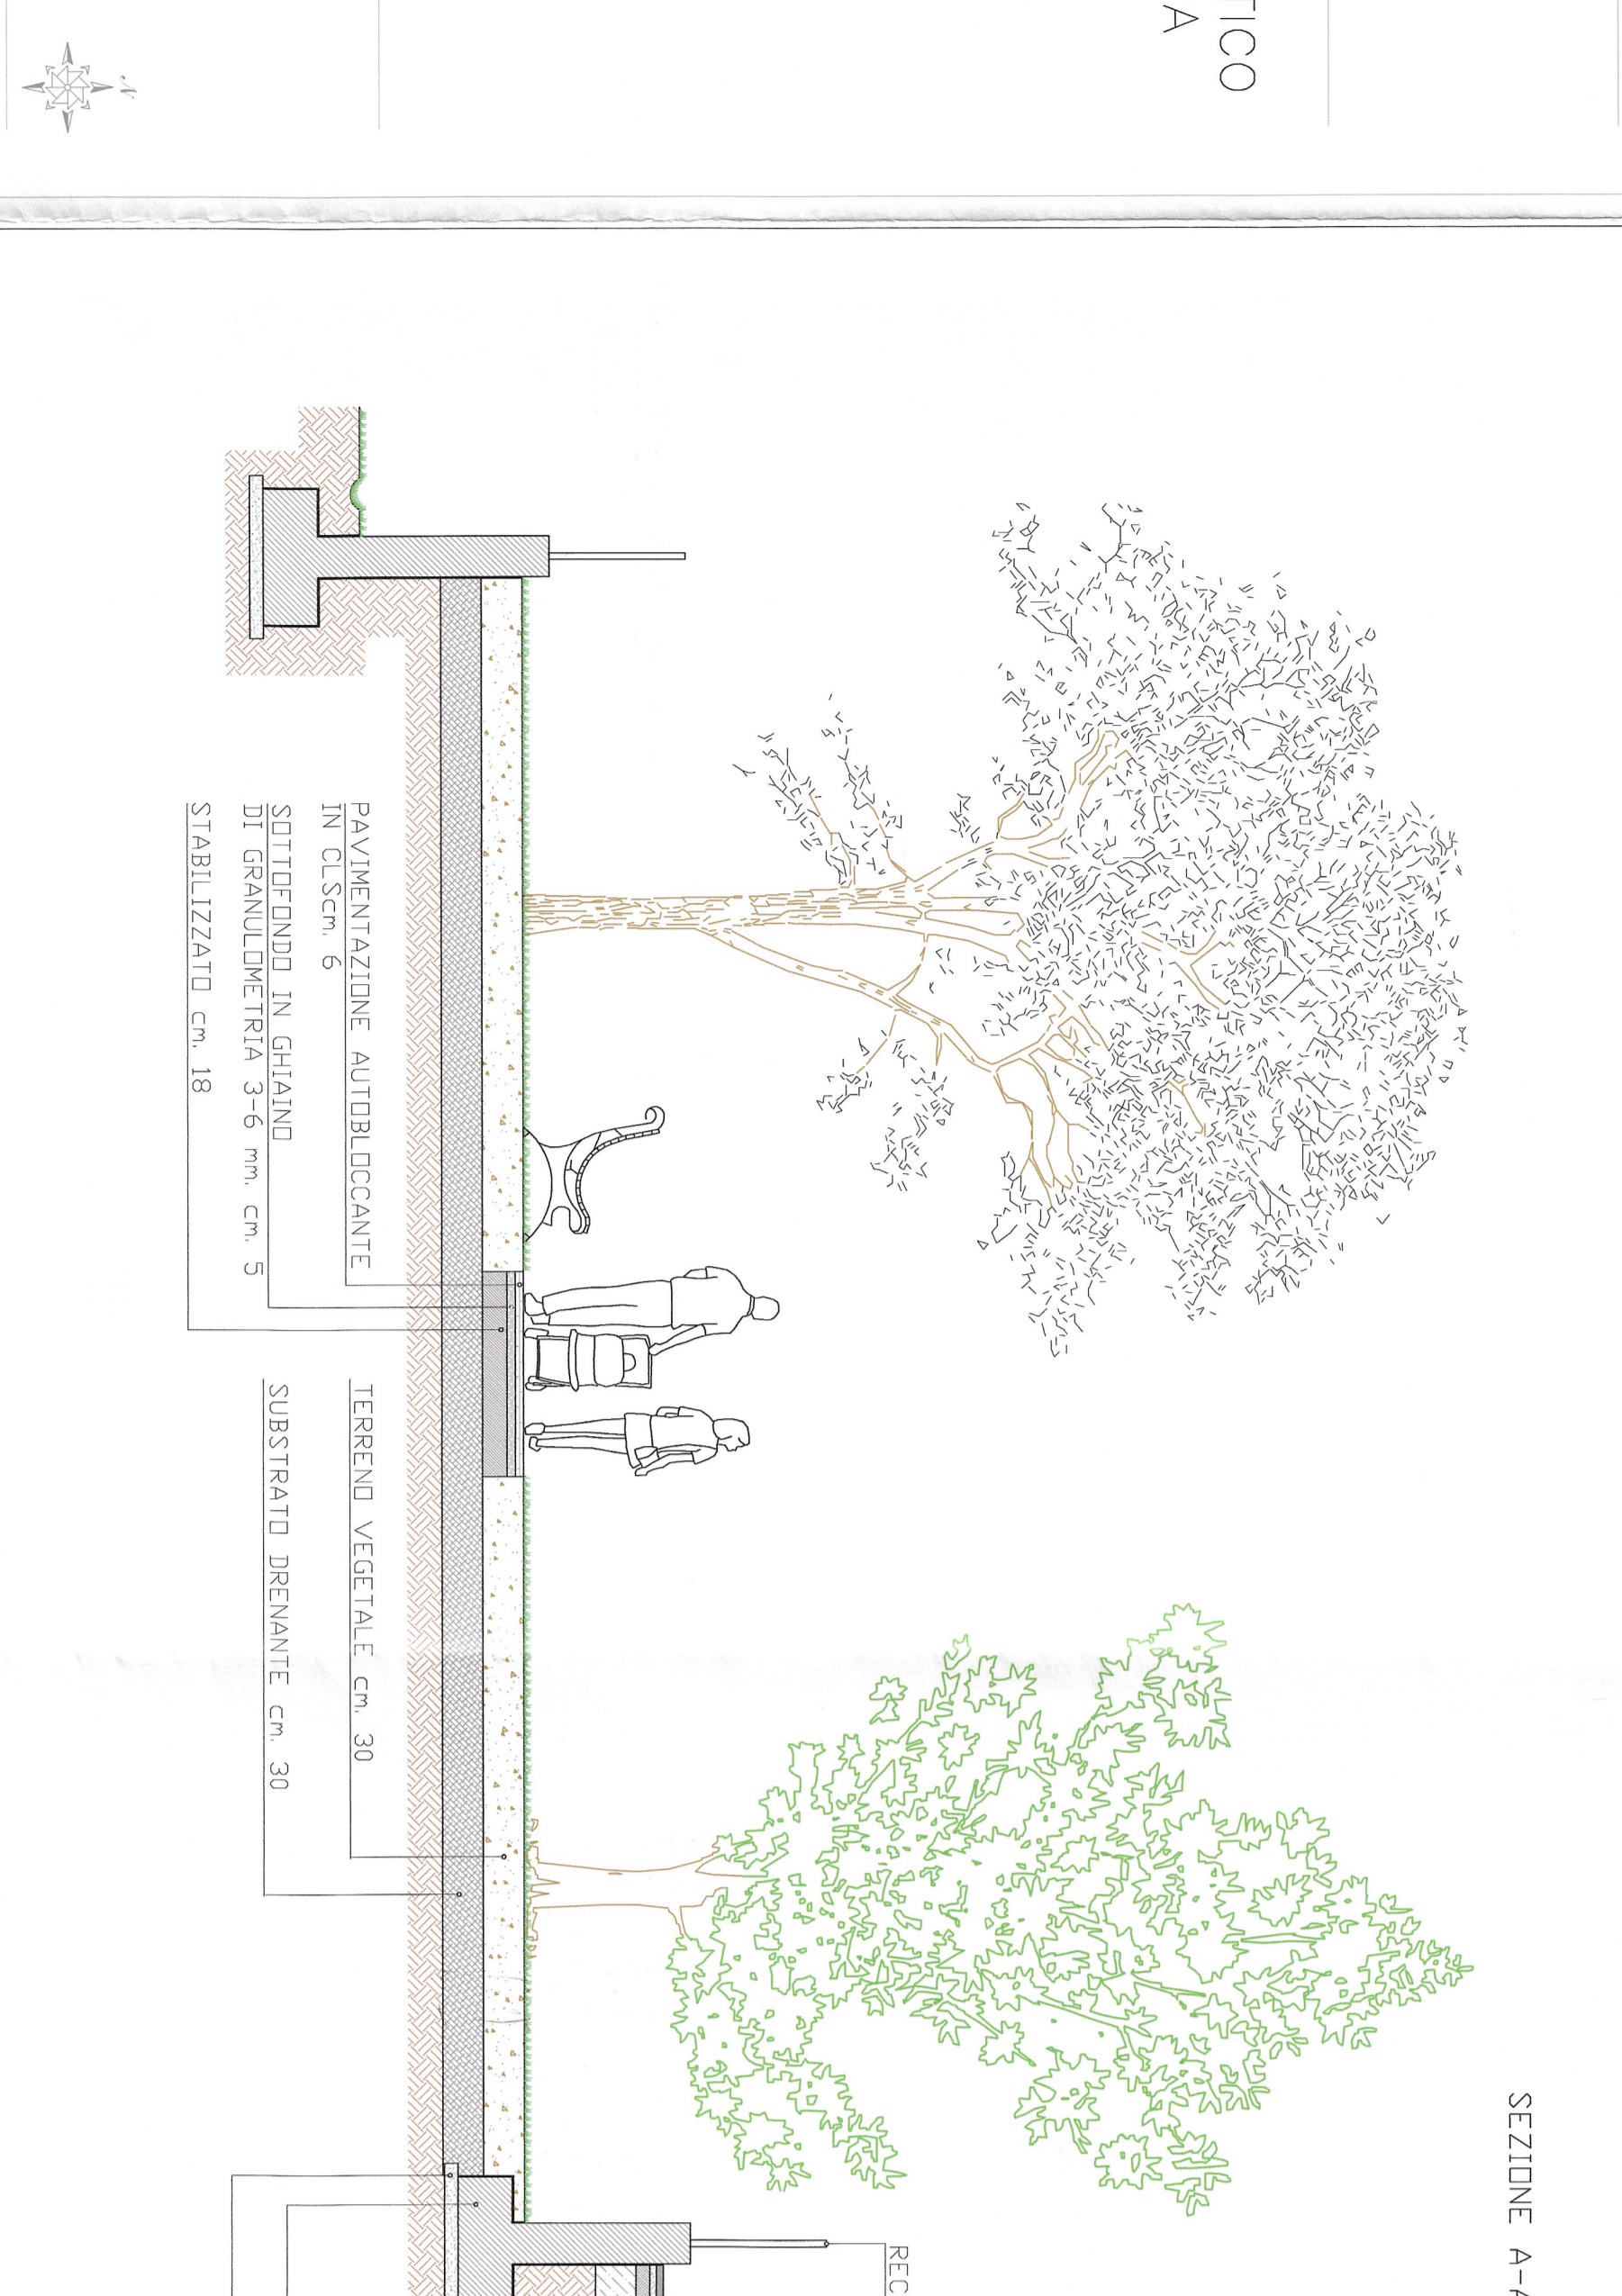 TICO
A
SEZIONE A-A
PAVIMENTAZIONE AUTOBLOCCANTE
IN CLScm. 6
SOTTOFONDO IN GHIAINO
DI GRANULOMETRIA 3-6 mm. cm. 5
STABILIZZATO cm. 18
TERRENO VEGETALE cm. 30
SUBSTRATO DRENANTE cm. 30
REC
N